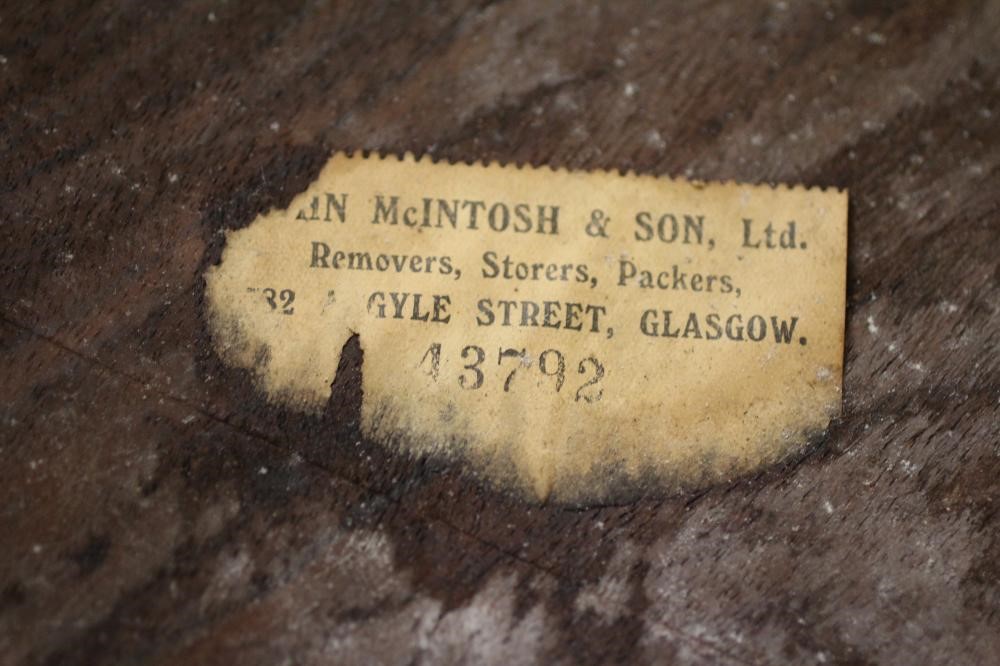 McINTOSH & SON, Ltd.
Removers, Storers, Packers,
GYLE STREET, GLASGOW.
43792